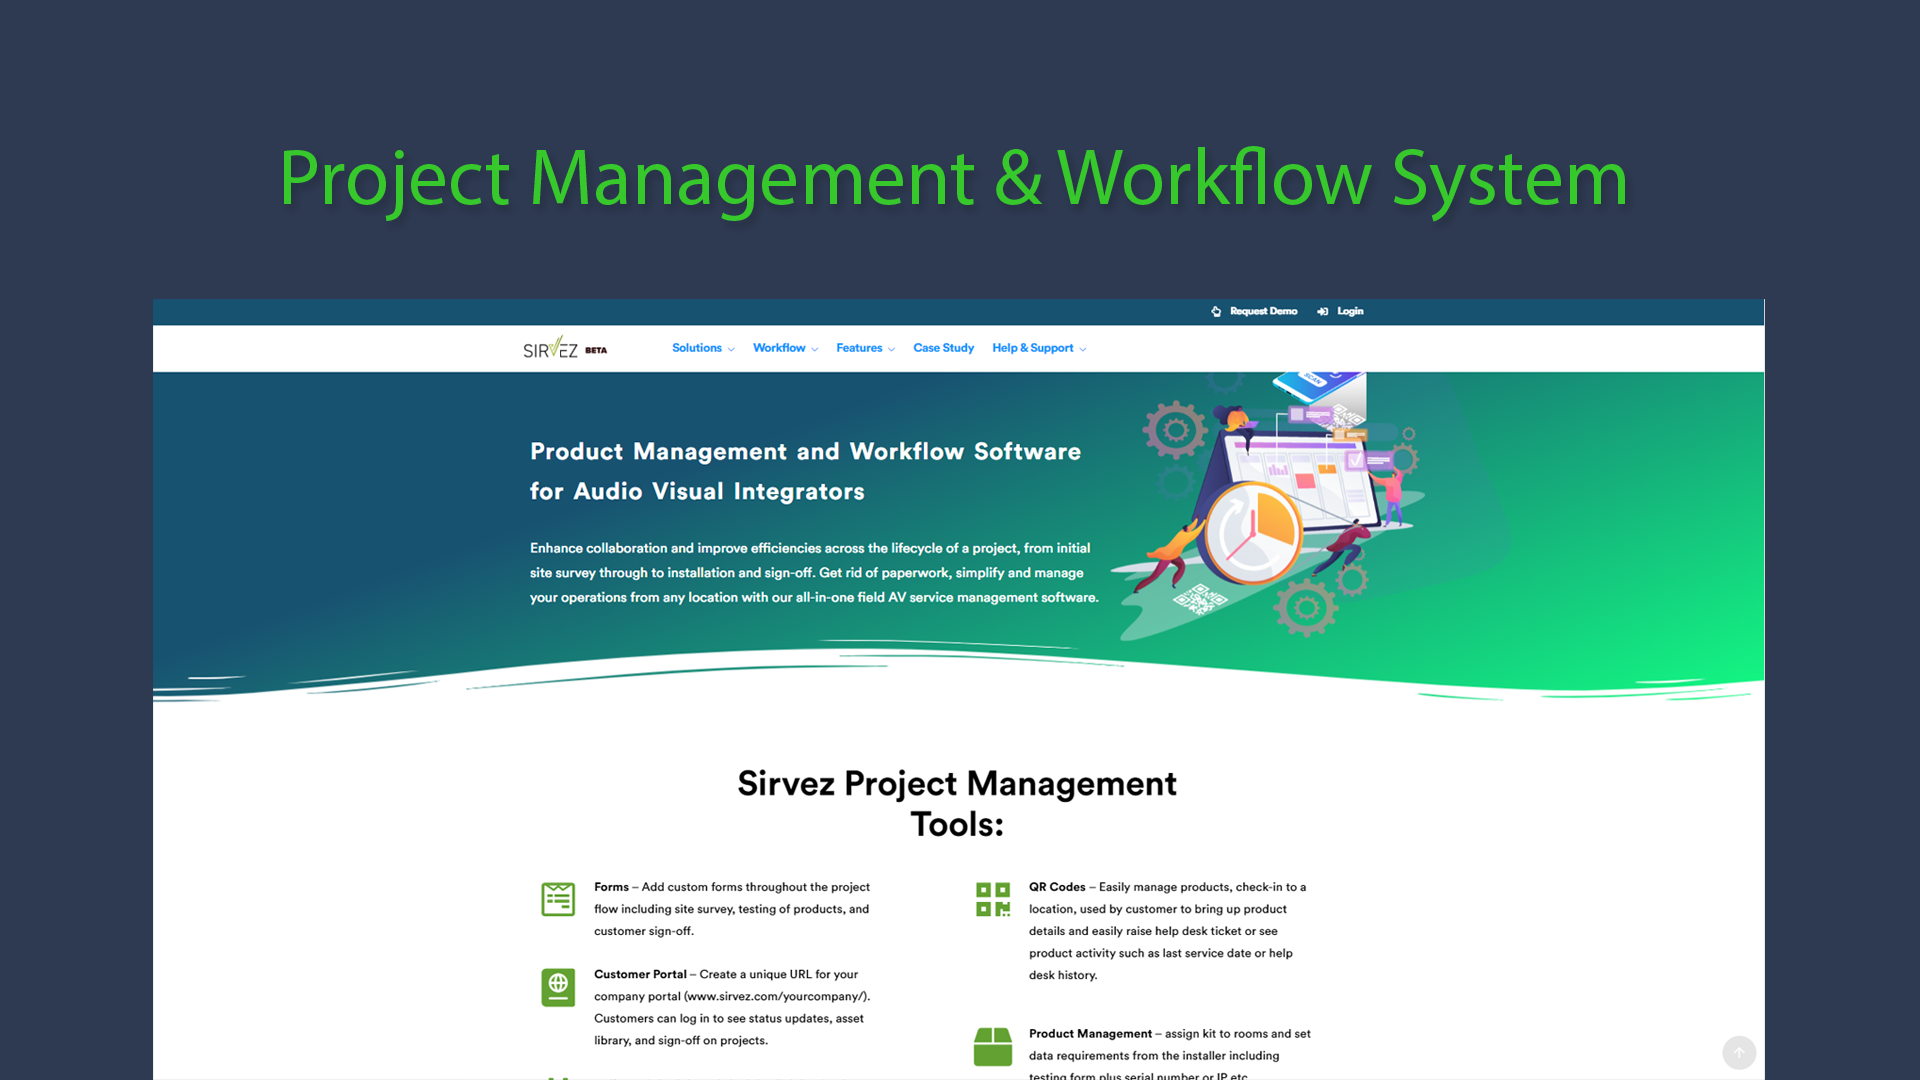 Project Management & Workflow System
Request Demo Login
SIRVEZ BETA Solutions Workflow Features Case Study Help & Support
SCAN
Product Management and Workflow Software
for Audio Visual Integrators
Enhance collaboration and improve efficiencies across the lifecycle of a project, from initial
site survey through to installation and sign-off. Get rid of paperwork, simplify and manage
your operations from any location with our all-in-one field AV service management software.
Sirvez Project Management
Tools:
Forms – Add custom forms throughout the project
flow including site survey, testing of products, and
customer sign-off.
Customer Portal – Create a unique URL for your
company portal (www.sirvez.com/yourcompany/).
Customers can log in to see status updates, asset
library, and sign-off on projects.
QR Codes – Easily manage products, check-in to a
location, used by customer to bring up product
details and easily raise help desk ticket or see
product activity such as last service date or help
desk history.
Product Management – assign kit to rooms and set
data requirements from the installer including
testing form plus serial number or IP etc